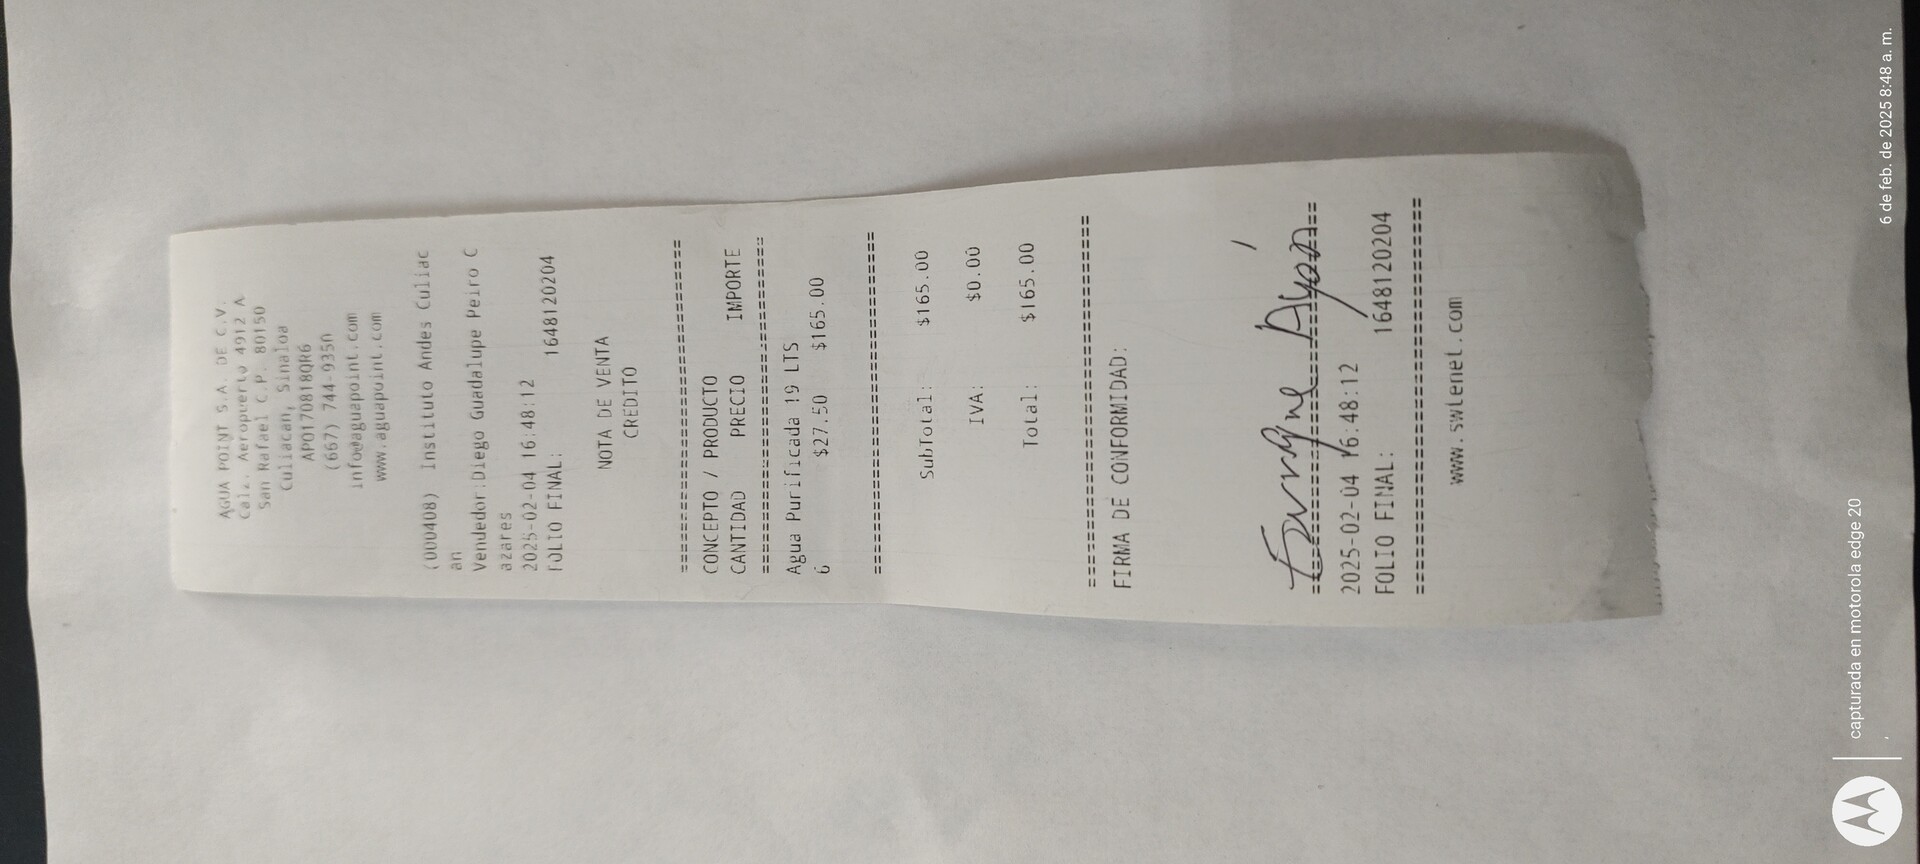 AGUA POINT S.A. DE C.V.
Calz. Aeropuerto 4912 A
San Rafael C.P. 80150
Culiacan, Sinaloa
APO170818QR6
(667) 744-9350
info@aguapoint.com
www.aguapoint.com
(000408) Instituto Andes Culiac
an
Vendedor:Diego Guadalupe Peiro C
azares
2025-02-04 16:48:12
FOLIO FINAL: 1648120204
NOTA DE VENTA
CREDITO
================================
CONCEPTO / PRODUCTO
CANTIDAD PRECIO IMPORTE
================================
Agua Purificada 19 LTS
6 $27.50 $165.00
================================
SubTotal: $165.00
IVA: $0.00
Total: $165.00
================================
FIRMA DE CONFORMIDAD:
Enrique Ayón
================================
2025-02-04 16:48:12
FOLIO FINAL: 1648120204
================================
www.swtenet.com
capturada en motorola edge 20
6 de feb. de 2025 8:48 a. m.